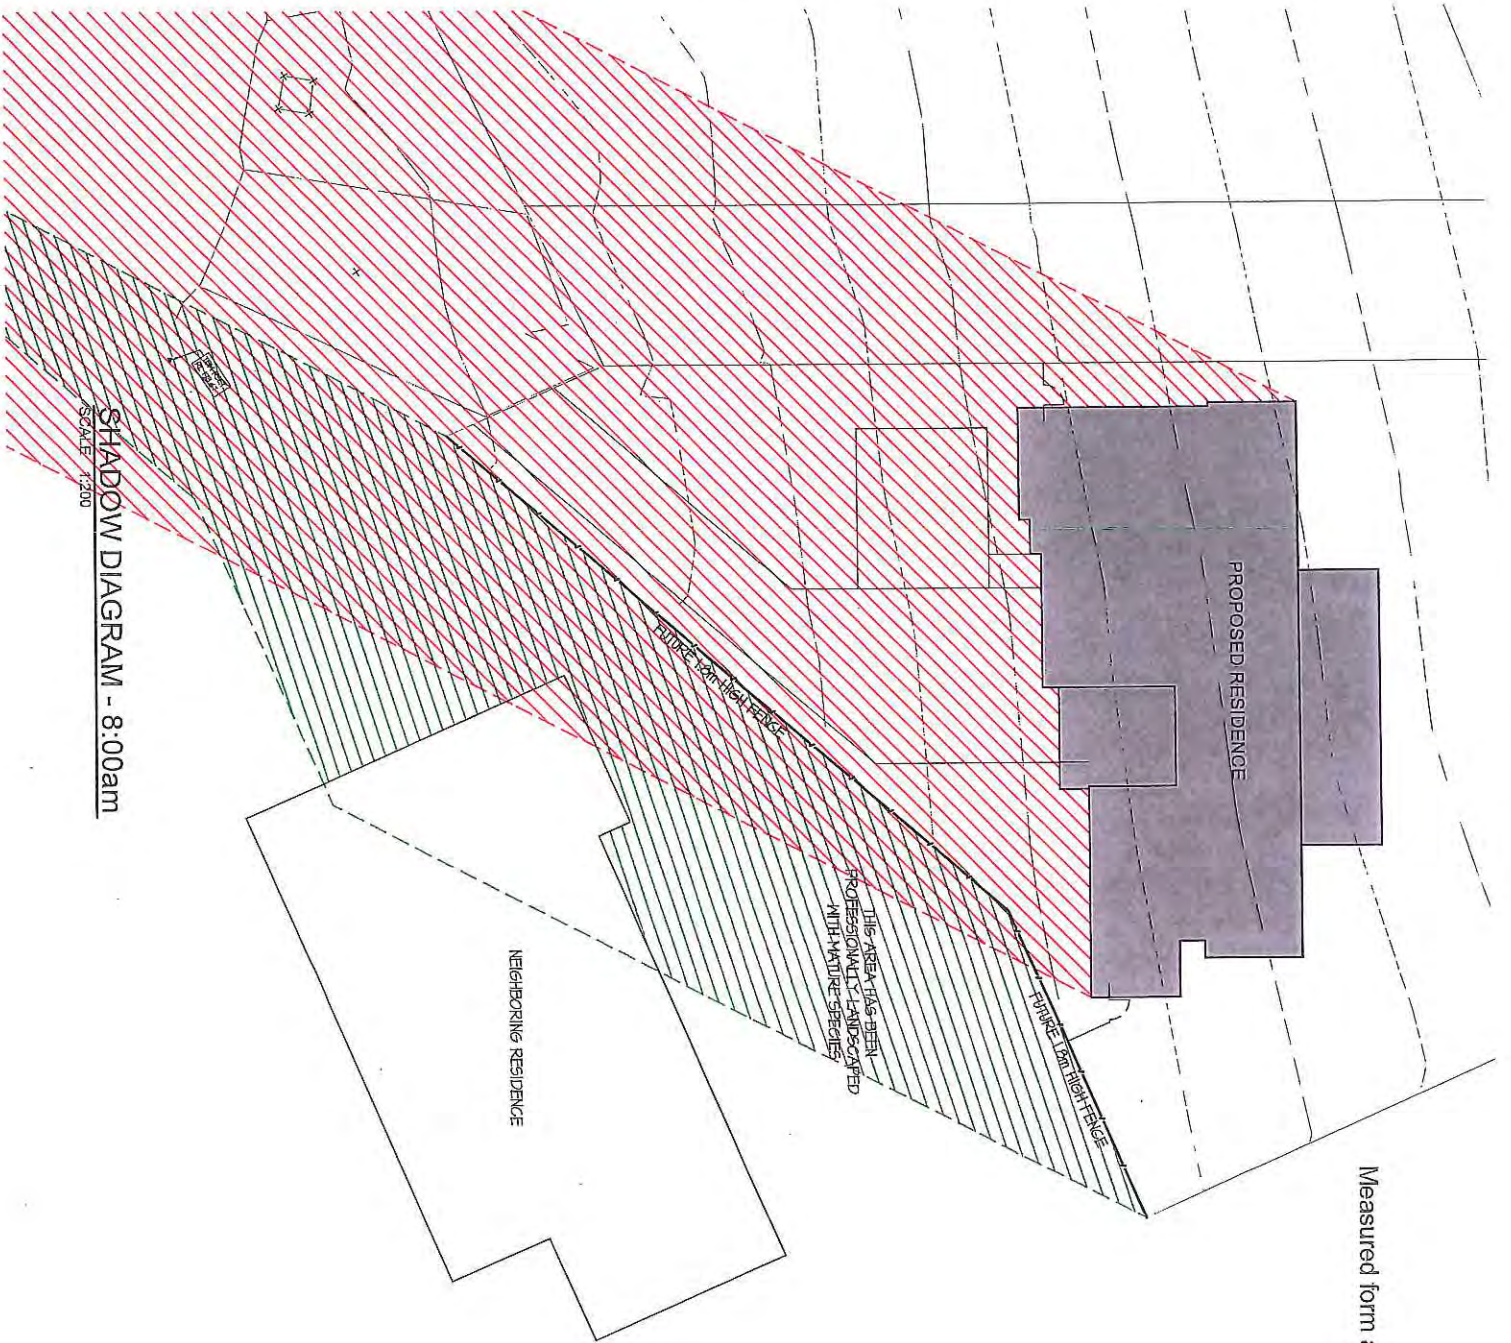 Measured form a
PROPOSED RESIDENCE
FUTURE 1.8m HIGH FENCE
THIS AREA HAS BEEN
PROFESSIONALLY LANDSCAPED
WITH MATURE SPECIES
FUTURE 1.8m HIGH FENCE
NEIGHBORING RESIDENCE
SHADOW DIAGRAM - 8:00am
SCALE 1:200